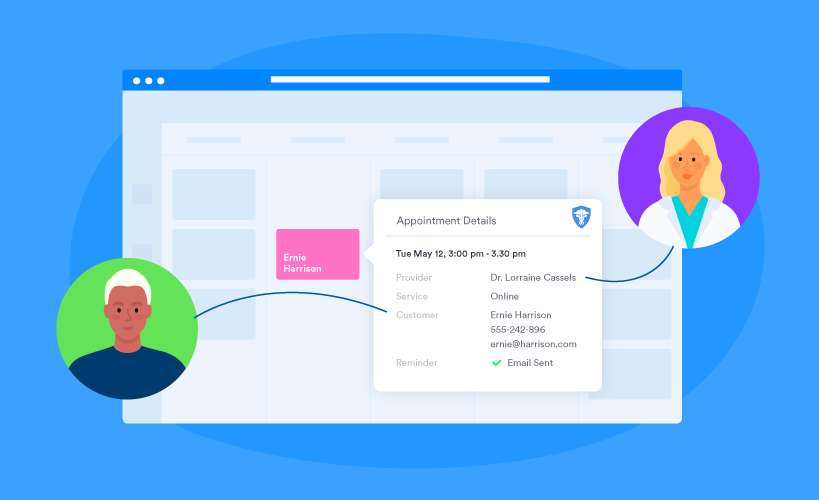 Appointment Details
Tue May 12, 3:00 pm - 3.30 pm
Ernie
Harrison
Provider Dr. Lorraine Cassels
Service Online
Customer Ernie Harrison
555-242-896
ernie@harrison.com
Reminder Email Sent